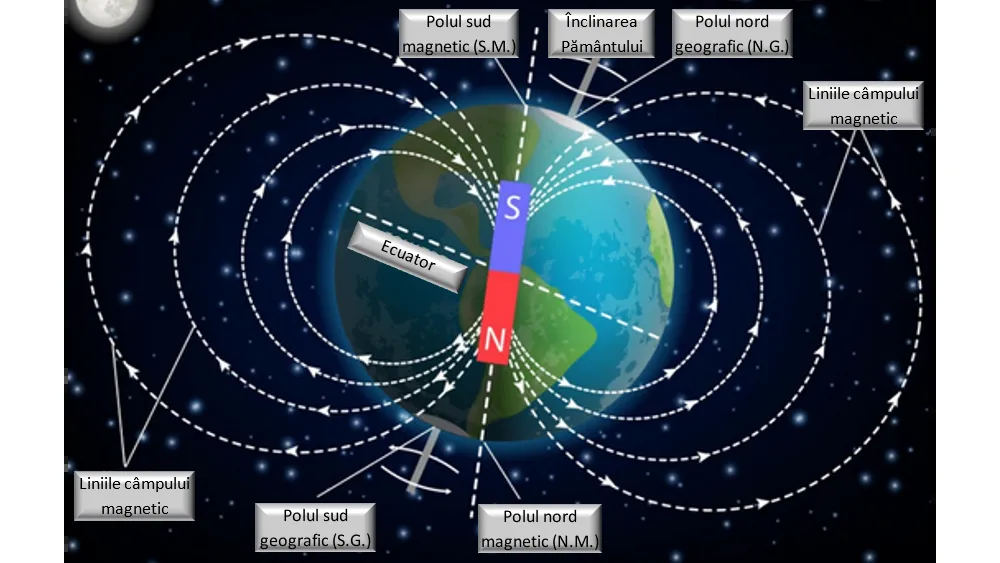 Polul sud
magnetic (S.M.)
Înclinarea
Pământului
Polul nord
geografic (N.G.)
Liniile câmpului
magnetic
S
Ecuator
N
Liniile câmpului
magnetic
Polul sud
geografic (S.G.)
Polul nord
magnetic (N.M.)